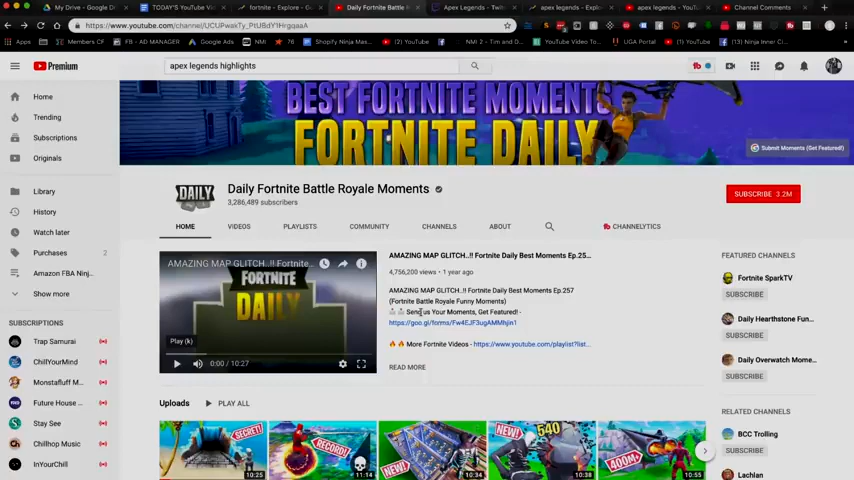 My Drive - Google D
TODAY'S YouTube Vid
fortnite - Explore - Go
Daily Fortnite Battle R
Apex Legends - Twitc
apex legends - Explo
apex legends - YouTu
Channel Comments
Apps
Members CF
FB - AD MANAGER
Google Ads
NMI
76
Shopify Ninja Mas
(2) YouTube
NMI 2 - Tim and D
YouTube Video To
UGA Portal
(1) YouTube
(13) Ninja Inner Ci
Premium
apex legends highlights
Home
Trending
Subscriptions
Originals
Library
History
Watch later
Purchases 2
Amazon FBA Ninj...
Show more
SUBSCRIPTIONS
Trap Samurai
ChillYourMind
Monstafluff M...
Future House ...
Stay See
Chillhop Music
InYourChill
BEST FORTNITE MOMENTS
FORTNITE DAILY
Submit Moments (Get Featured!)
DAILY
Daily Fortnite Battle Royale Moments
3,286,489 subscribers
SUBSCRIBE 3.2M
HOME VIDEOS PLAYLISTS COMMUNITY CHANNELS ABOUT CHANNELYTICS
AMAZING MAP GLITCH..!! Fortnite...
FORTNITE
DAILY
Play (k)
0:00 / 10:27
AMAZING MAP GLITCH..!! Fortnite Daily Best Moments Ep.25...
4,756,200 views • 1 year ago
AMAZING MAP GLITCH..!! Fortnite Daily Best Moments Ep.257
(Fortnite Battle Royale Funny Moments)
Send us Your Moments, Get Featured! -
https://goo.gl/forms/Fw4EJF3ugAMMhjin1
More Fortnite Videos - https://www.youtube.com/playlist?list...
READ MORE
FEATURED CHANNELS
Fortnite SparkTV
SUBSCRIBE
Daily Hearthstone Fun...
SUBSCRIBE
Daily Overwatch Mome...
SUBSCRIBE
RELATED CHANNELS
BCC Trolling
SUBSCRIBE
Lachlan
Uploads PLAY ALL
SECRET!
10:25
RECORD!
11:14
NEW!
10:34
NEW!
540
10:38
400+
10:55